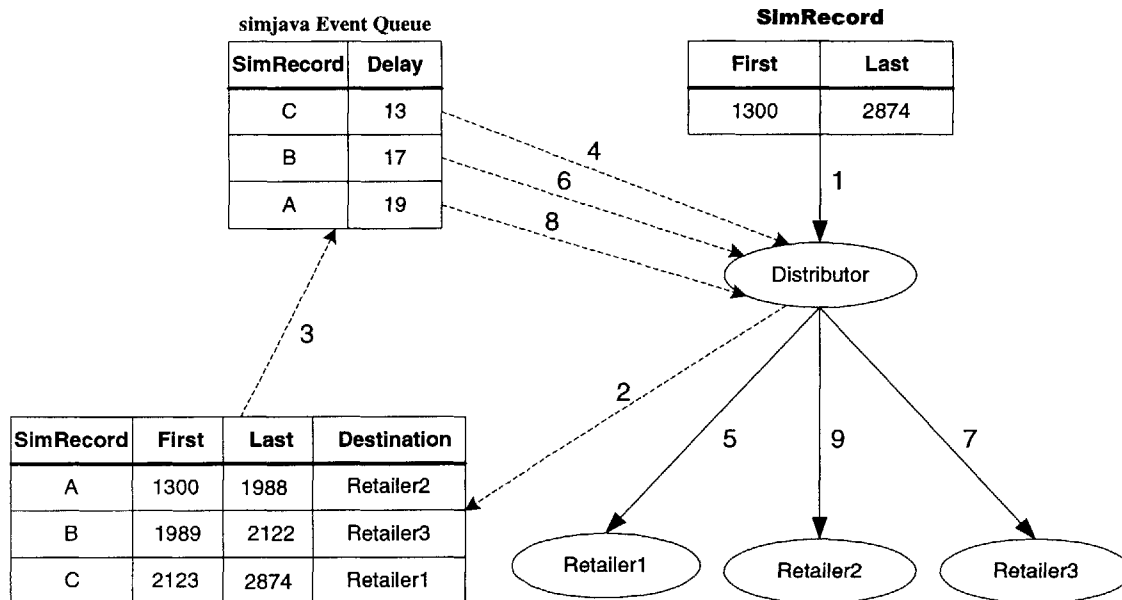 simjava Event Queue
SimRecord Delay
C 13
B 17
A 19
SimRecord
First Last
1300 2874
4
6
8
1
Distributor
3
2
SimRecord First Last Destination
A 1300 1988 Retailer2
B 1989 2122 Retailer3
C 2123 2874 Retailer1
5
9
7
Retailer1
Retailer2
Retailer3